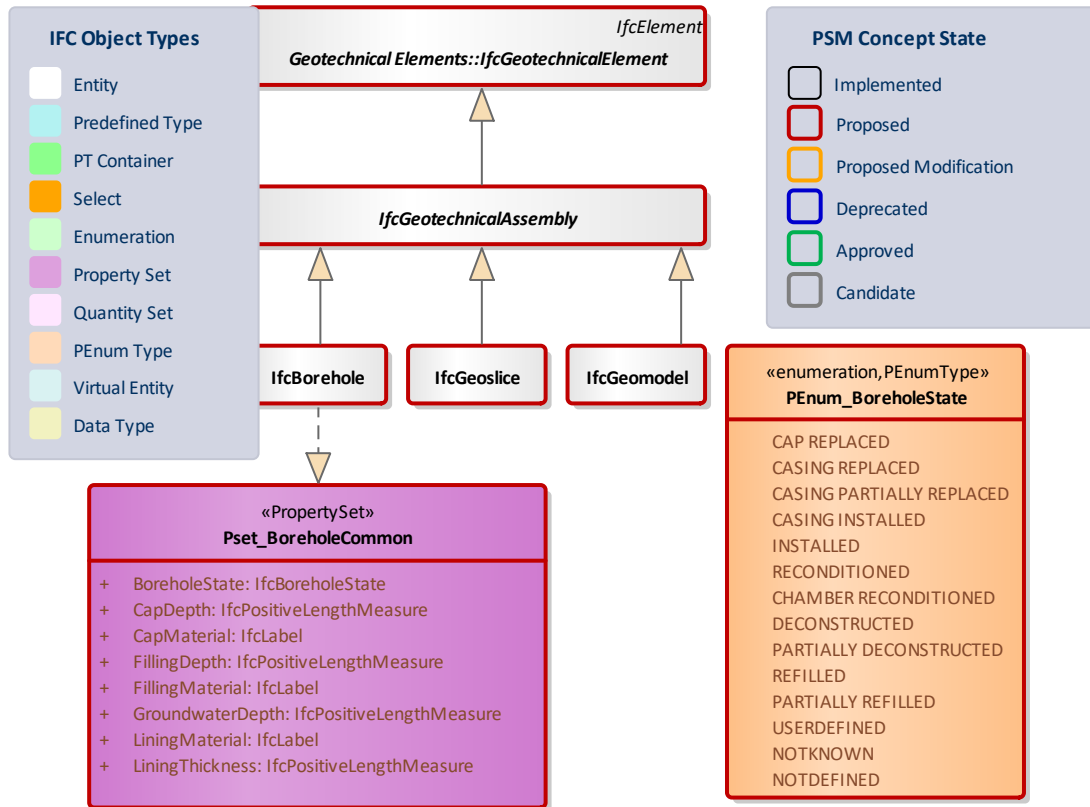 IFC Object Types
Entity
Predefined Type
PT Container
Select
Enumeration
Property Set
Quantity Set
PEnum Type
Virtual Entity
Data Type
IfcElement
Geotechnical Elements::IfcGeotechnicalElement
IfcGeotechnicalAssembly
IfcBorehole
IfcGeoslice
IfcGeomodel
PSM Concept State
Implemented
Proposed
Proposed Modification
Deprecated
Approved
Candidate
«PropertySet»
Pset_BoreholeCommon
+ BoreholeState: IfcBoreholeState
+ CapDepth: IfcPositiveLengthMeasure
+ CapMaterial: IfcLabel
+ FillingDepth: IfcPositiveLengthMeasure
+ FillingMaterial: IfcLabel
+ GroundwaterDepth: IfcPositiveLengthMeasure
+ LiningMaterial: IfcLabel
+ LiningThickness: IfcPositiveLengthMeasure
«enumeration,PEnumType»
PEnum_BoreholeState
CAP REPLACED
CASING REPLACED
CASING PARTIALLY REPLACED
CASING INSTALLED
INSTALLED
RECONDITIONED
CHAMBER RECONDITIONED
DECONSTRUCTED
PARTIALLY DECONSTRUCTED
REFILLED
PARTIALLY REFILLED
USERDEFINED
NOTKNOWN
NOTDEFINED